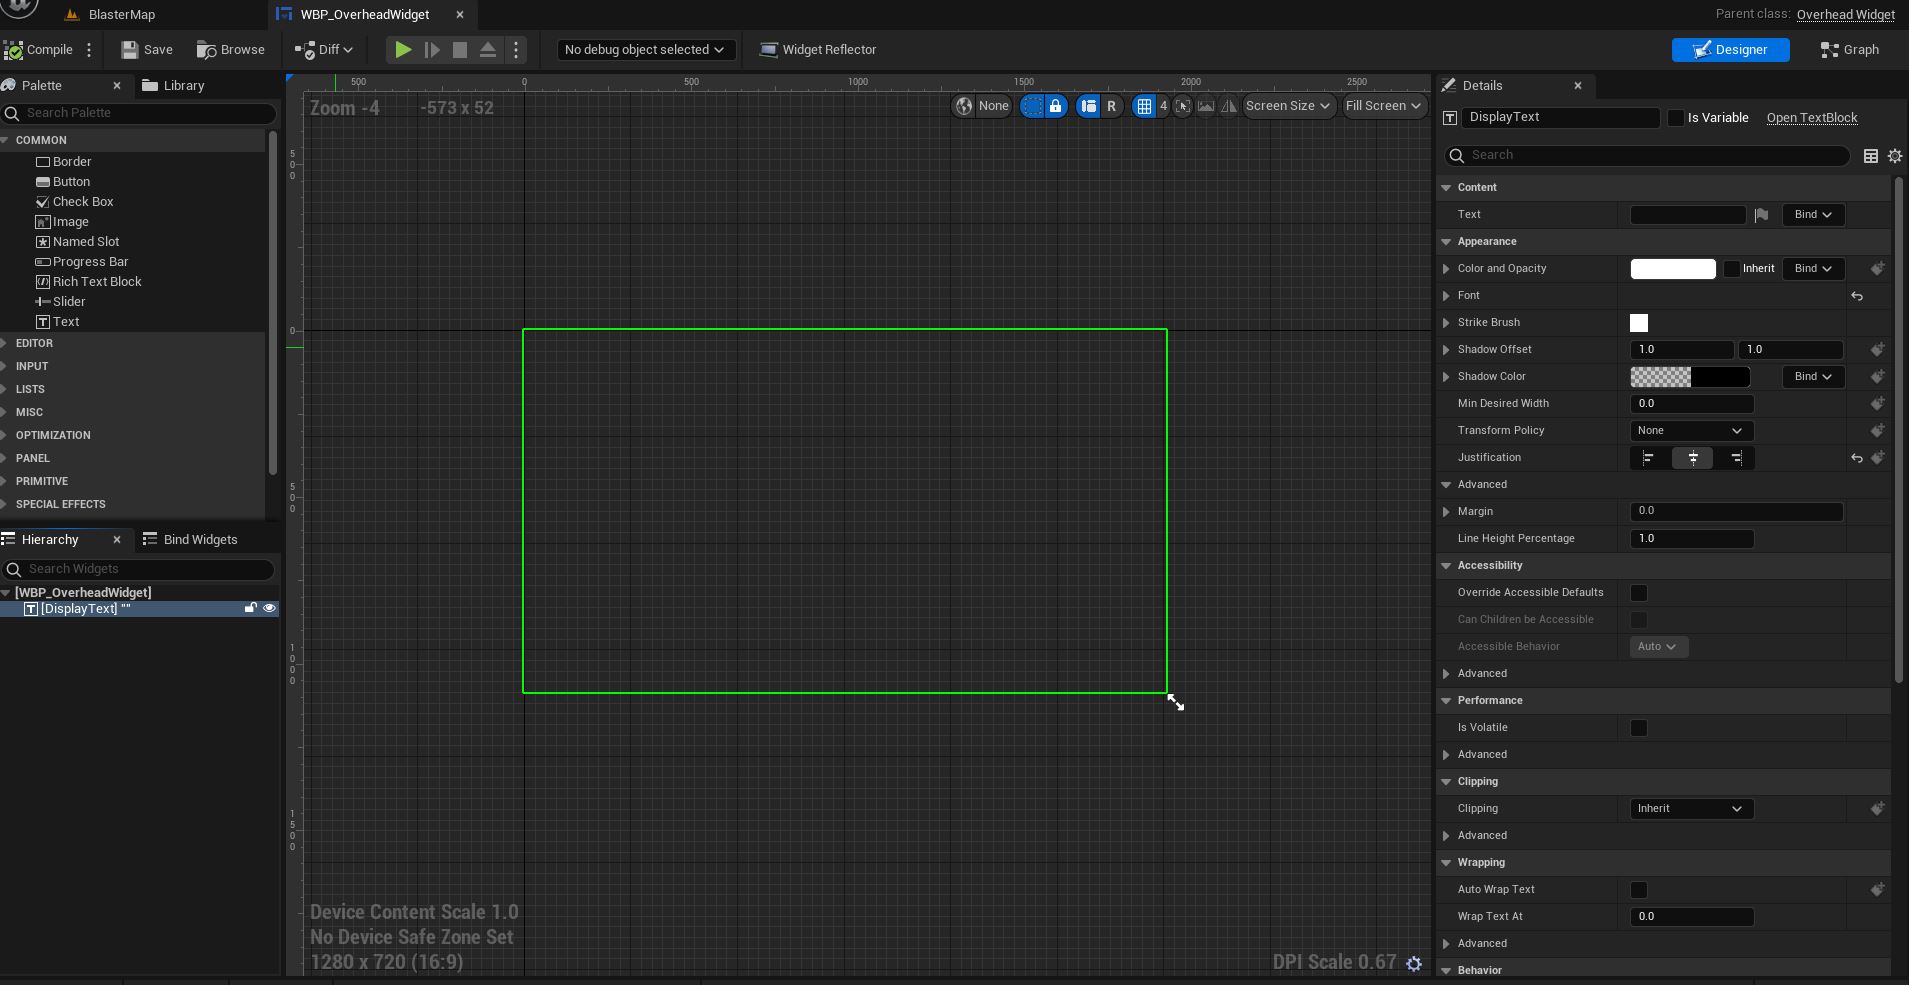 BlasterMap
WBP_OverheadWidget
Parent class: Overhead Widget
Compile
Save
Browse
Diff
No debug object selected
Widget Reflector
Designer
Graph
Palette
Library
Search Palette
COMMON
Border
Button
Check Box
Image
Named Slot
Progress Bar
Rich Text Block
Slider
Text
EDITOR
INPUT
LISTS
MISC
OPTIMIZATION
PANEL
PRIMITIVE
SPECIAL EFFECTS
Hierarchy
Bind Widgets
Search Widgets
[WBP_OverheadWidget]
[DisplayText] ""
500 0 500 1000 1500 2000 2500
Zoom -4 -573 x 52
None
R
4
Screen Size
Fill Screen
500
0
500
1000
1500
Device Content Scale 1.0
No Device Safe Zone Set
1280 x 720 (16:9)
DPI Scale 0.67
Details
DisplayText
Is Variable
Open TextBlock
Search
Content
Text
Bind
Appearance
Color and Opacity
Inherit
Bind
Font
Strike Brush
Shadow Offset 1.0 1.0
Shadow Color
Bind
Min Desired Width 0.0
Transform Policy None
Justification
Advanced
Margin 0.0
Line Height Percentage 1.0
Accessibility
Override Accessible Defaults
Can Children be Accessible
Accessible Behavior Auto
Advanced
Performance
Is Volatile
Advanced
Clipping
Clipping Inherit
Advanced
Wrapping
Auto Wrap Text
Wrap Text At 0.0
Advanced
Behavior